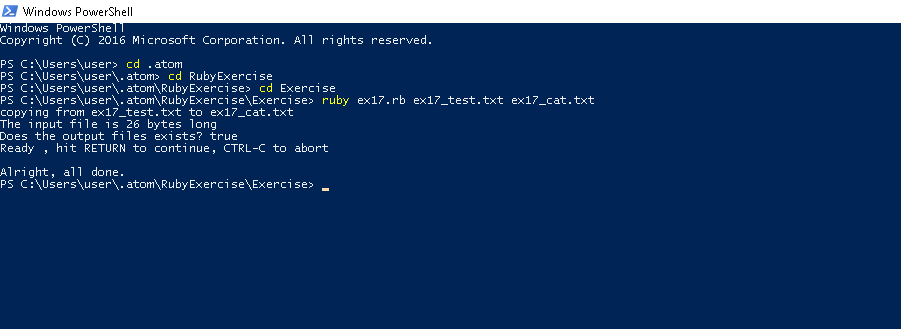 Windows PowerShell
Windows PowerShell
Copyright (C) 2016 Microsoft Corporation. All rights reserved.
PS C:\Users\user> cd .atom
PS C:\Users\user\.atom> cd RubyExercise
PS C:\Users\user\.atom\RubyExercise> cd Exercise
PS C:\Users\user\.atom\RubyExercise\Exercise> ruby ex17.rb ex17_test.txt ex17_cat.txt
copying from ex17_test.txt to ex17_cat.txt
The input file is 26 bytes long
Does the output files exists? true
Ready , hit RETURN to continue, CTRL-C to abort
Alright, all done.
PS C:\Users\user\.atom\RubyExercise\Exercise>